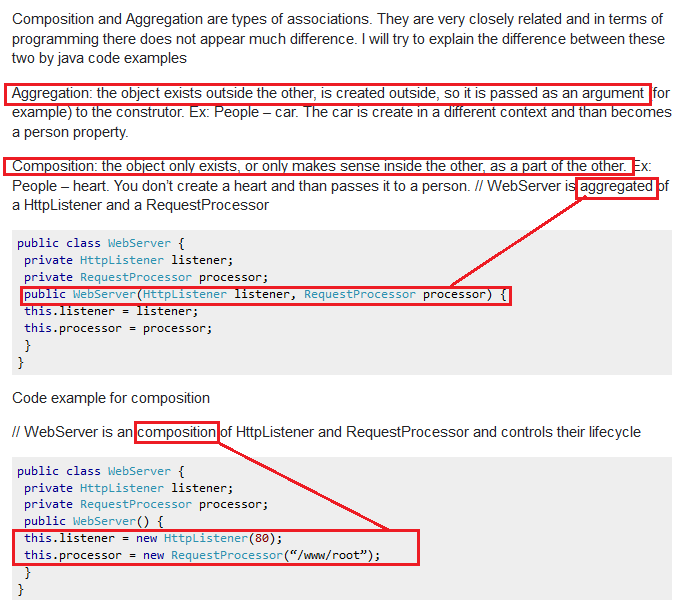 Composition and Aggregation are types of associations. They are very closely related and in terms of
programming there does not appear much difference. I will try to explain the difference between these
two by java code examples
Aggregation: the object exists outside the other, is created outside, so it is passed as an argument (for
example) to the construtor. Ex: People – car. The car is create in a different context and than becomes
a person property.
Composition: the object only exists, or only makes sense inside the other, as a part of the other. Ex:
People – heart. You don’t create a heart and than passes it to a person. // WebServer is aggregated of
a HttpListener and a RequestProcessor
public class WebServer {
private HttpListener listener;
private RequestProcessor processor;
public WebServer(HttpListener listener, RequestProcessor processor) {
this.listener = listener;
this.processor = processor;
}
}
Code example for composition
// WebServer is an composition of HttpListener and RequestProcessor and controls their lifecycle
public class WebServer {
private HttpListener listener;
private RequestProcessor processor;
public WebServer() {
this.listener = new HttpListener(80);
this.processor = new RequestProcessor(“/www/root”);
}
}